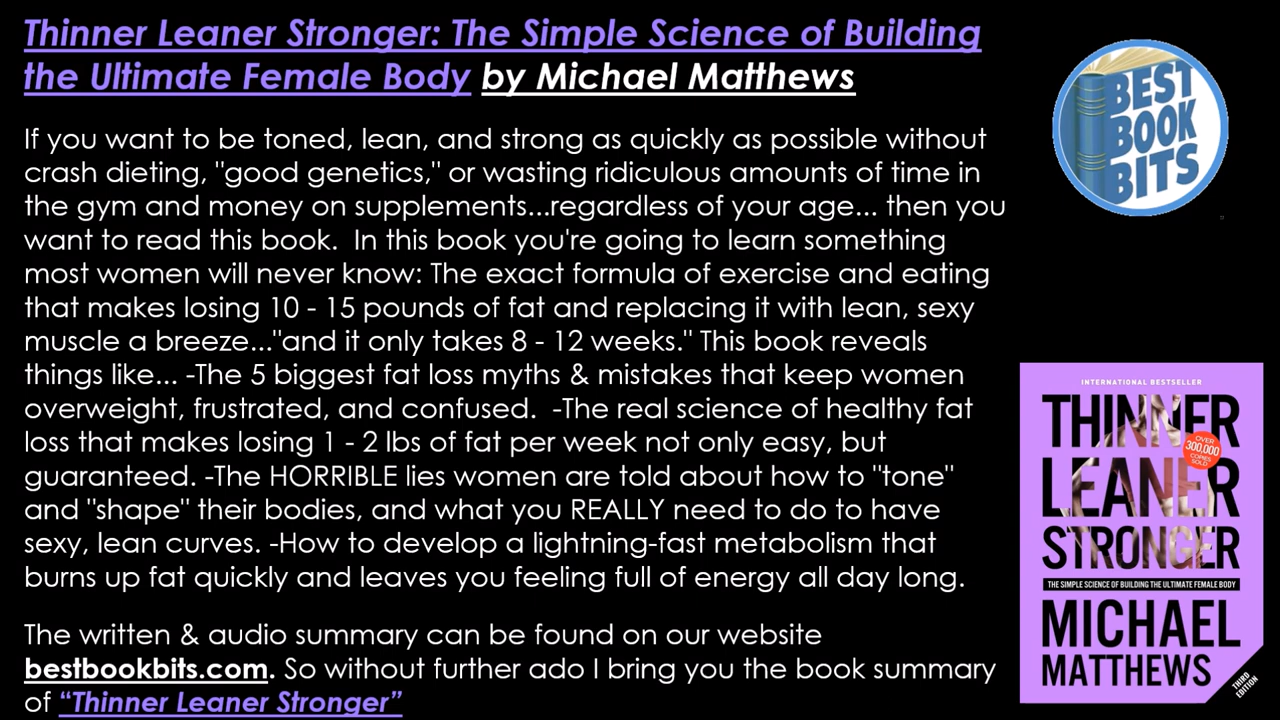 Thinner Leaner Stronger: The Simple Science of Building
the Ultimate Female Body by Michael Matthews
If you want to be toned, lean, and strong as quickly as possible without
crash dieting, "good genetics," or wasting ridiculous amounts of time in
the gym and money on supplements...regardless of your age... then you
want to read this book.  In this book you're going to learn something
most women will never know: The exact formula of exercise and eating
that makes losing 10 - 15 pounds of fat and replacing it with lean, sexy
muscle a breeze..."and it only takes 8 - 12 weeks." This book reveals
things like... -The 5 biggest fat loss myths & mistakes that keep women
overweight, frustrated, and confused.  -The real science of healthy fat
loss that makes losing 1 - 2 lbs of fat per week not only easy, but
guaranteed. -The HORRIBLE lies women are told about how to "tone"
and "shape" their bodies, and what you REALLY need to do to have
sexy, lean curves. -How to develop a lightning-fast metabolism that
burns up fat quickly and leaves you feeling full of energy all day long.
The written & audio summary can be found on our website
bestbookbits.com. So without further ado I bring you the book summary
of “Thinner Leaner Stronger”
BEST
BOOK
BITS
INTERNATIONAL BESTSELLER
THINNER
LEANER
STRONGER
OVER
300,000
COPIES
SOLD
THE SIMPLE SCIENCE OF BUILDING THE ULTIMATE FEMALE BODY
MICHAEL
MATTHEWS
THIRD
EDITION